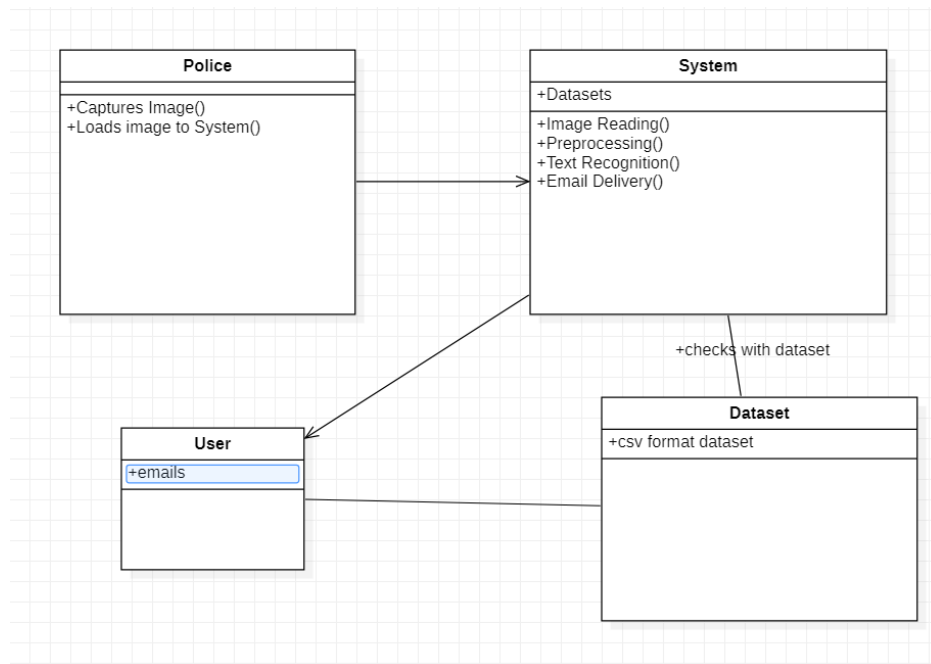 Police
+Captures Image()
+Loads image to System()
System
+Datasets
+Image Reading()
+Preprocessing()
+Text Recognition()
+Email Delivery()
+checks with dataset
User
+emails
Dataset
+csv format dataset